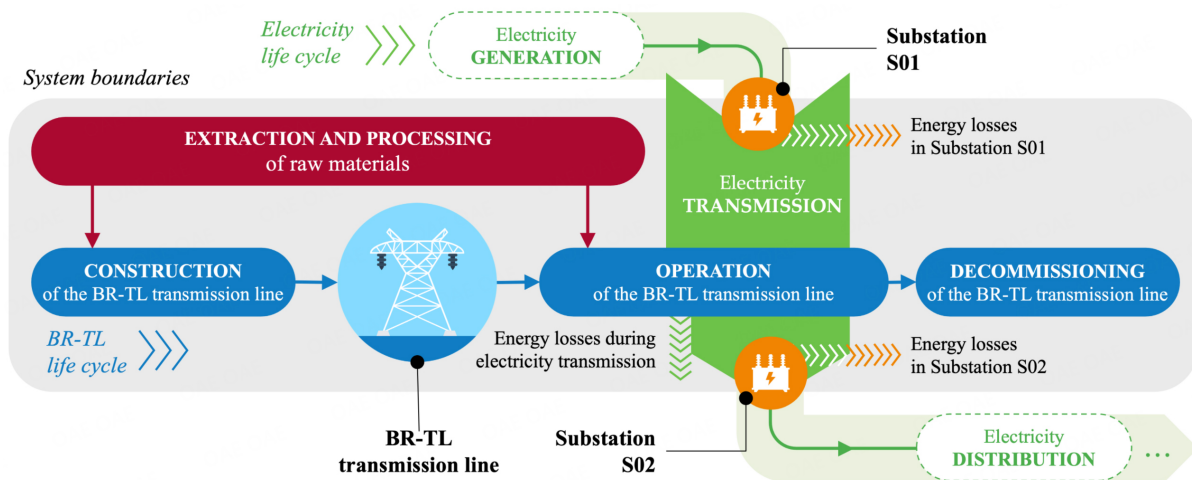 Electricity
life cycle
Electricity
GENERATION
Substation
S01
System boundaries
EXTRACTION AND PROCESSING
of raw materials
Energy losses
in Substation S01
Electricity
TRANSMISSION
CONSTRUCTION
of the BR-TL transmission line
OPERATION
of the BR-TL transmission line
DECOMMISSIONING
of the BR-TL transmission line
BR-TL
life cycle
Energy losses during
electricity transmission
Energy losses
in Substation S02
BR-TL
transmission line
Substation
S02
Electricity
DISTRIBUTION
...